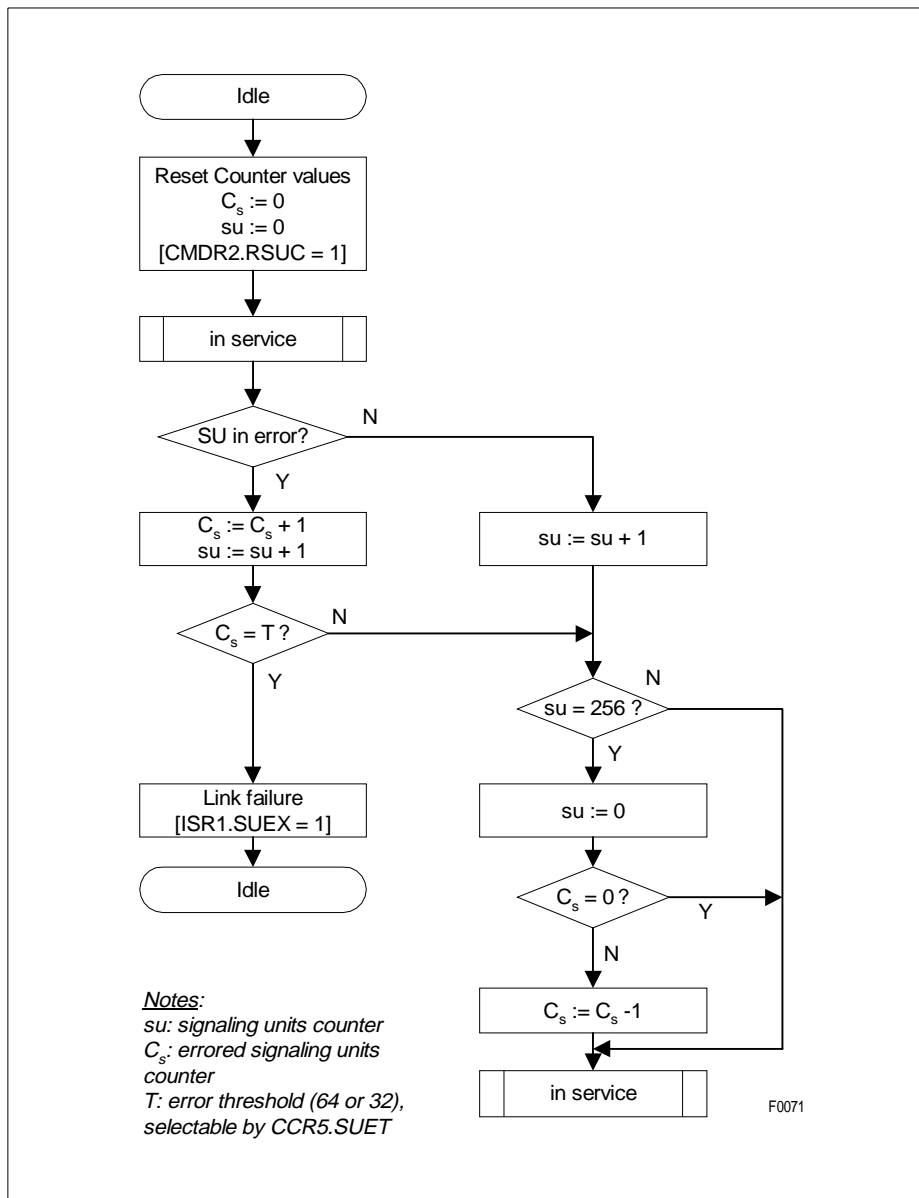 Idle
Reset Counter values
Cₛ := 0
su := 0
[CMDR2.RSUC = 1]
in service
SU in error?
N
Y
Cₛ := Cₛ + 1
su := su + 1
su := su + 1
Cₛ = T ?
N
Y
su = 256 ?
N
Y
Link failure
[ISR1.SUEX = 1]
su := 0
Idle
Cₛ = 0 ?
Y
N
Cₛ := Cₛ -1
in service
Notes:
su: signaling units counter
Cₛ: errored signaling units
counter
T: error threshold (64 or 32),
selectable by CCR5.SUET
F0071